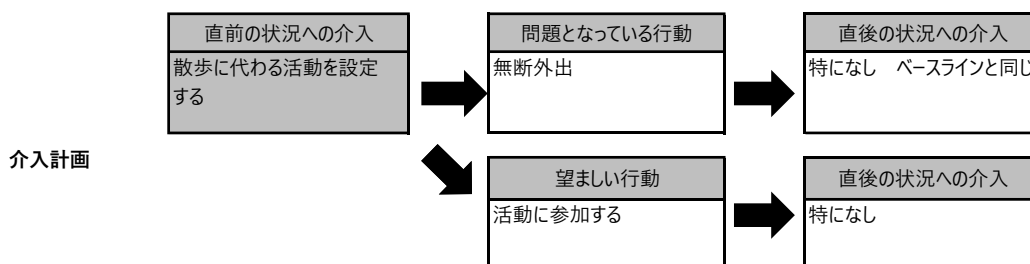 直前の状況への介入
散歩に代わる活動を設定
する
問題となっている行動
無断外出
直後の状況への介入
特になし　ベースラインと同じ
介入計画
望ましい行動
活動に参加する
直後の状況への介入
特になし